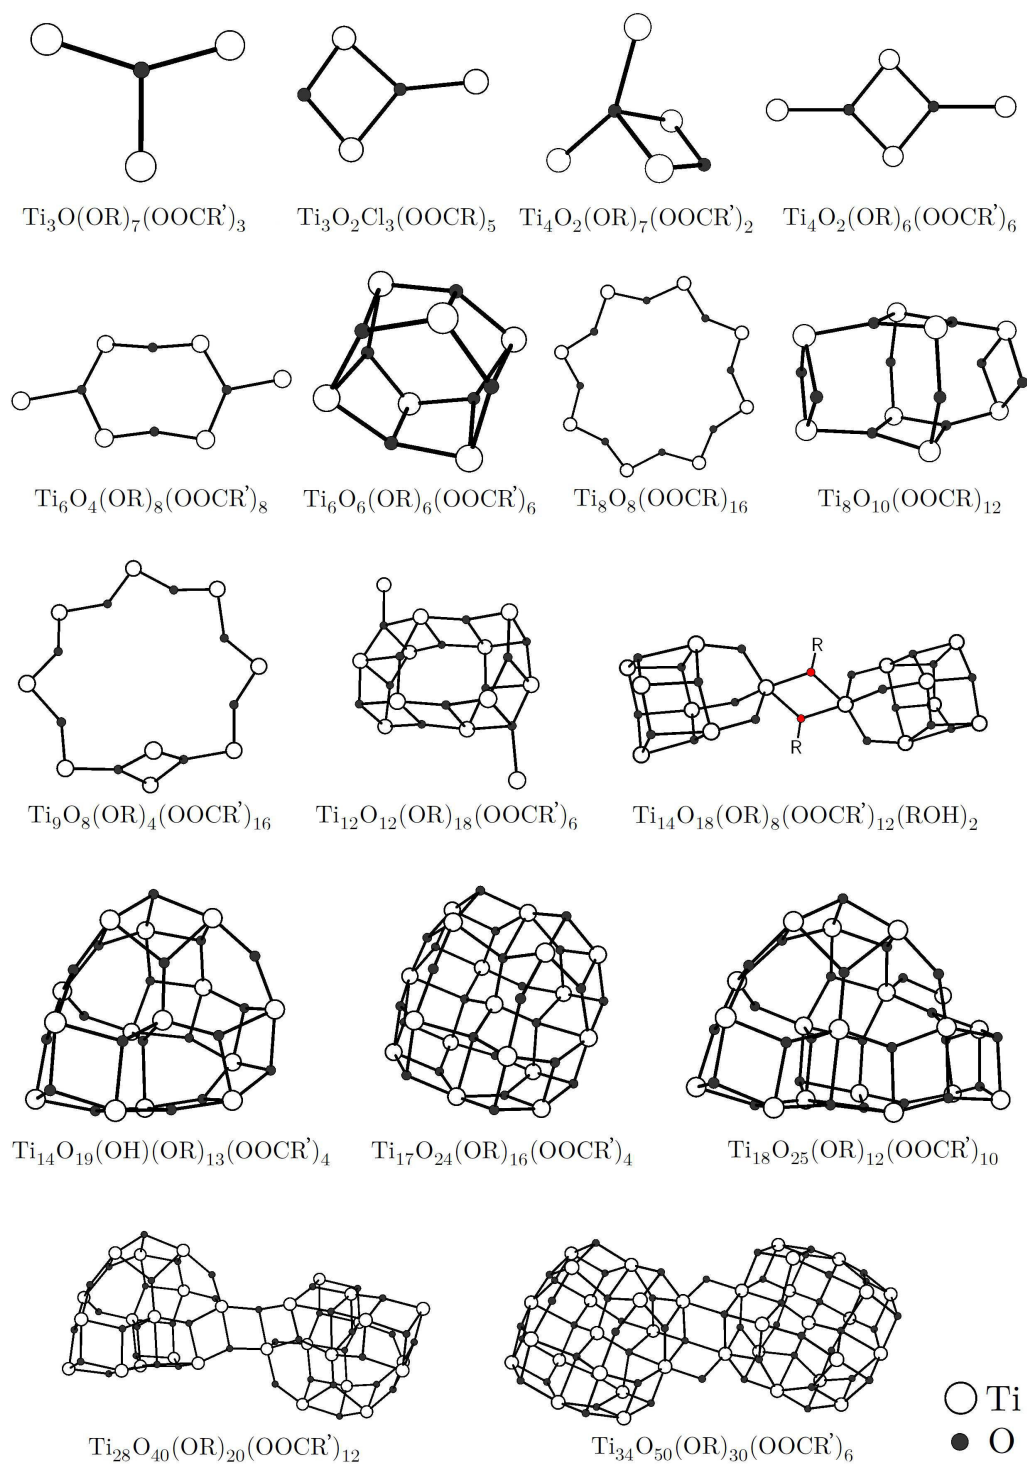 Ti₃O(OR)₇(OOCR')₃ Ti₃O₂Cl₃(OOCR)₅ Ti₄O₂(OR)₇(OOCR')₂ Ti₄O₂(OR)₆(OOCR')₆
Ti₆O₄(OR)₈(OOCR')₈ Ti₆O₆(OR)₆(OOCR')₆ Ti₈O₈(OOCR)₁₆ Ti₈O₁₀(OOCR)₁₂
R
R
Ti₉O₈(OR)₄(OOCR')₁₆ Ti₁₂O₁₂(OR)₁₈(OOCR')₆ Ti₁₄O₁₈(OR)₈(OOCR')₁₂(ROH)₂
Ti₁₄O₁₉(OH)(OR)₁₃(OOCR')₄ Ti₁₇O₂₄(OR)₁₆(OOCR')₄ Ti₁₈O₂₅(OR)₁₂(OOCR')₁₀
Ti₂₈O₄₀(OR)₂₀(OOCR')₁₂ Ti₃₄O₅₀(OR)₃₀(OOCR')₆
Ti
O